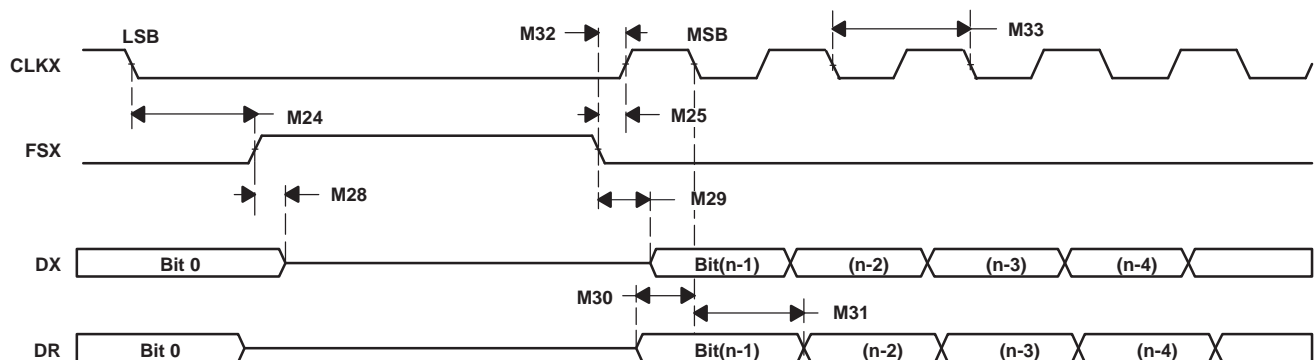 LSB
M32
MSB
M33
CLKX
M24
M25
FSX
M28
M29
DX
Bit 0
Bit(n-1)
(n-2)
(n-3)
(n-4)
M30
M31
DR
Bit 0
Bit(n-1)
(n-2)
(n-3)
(n-4)